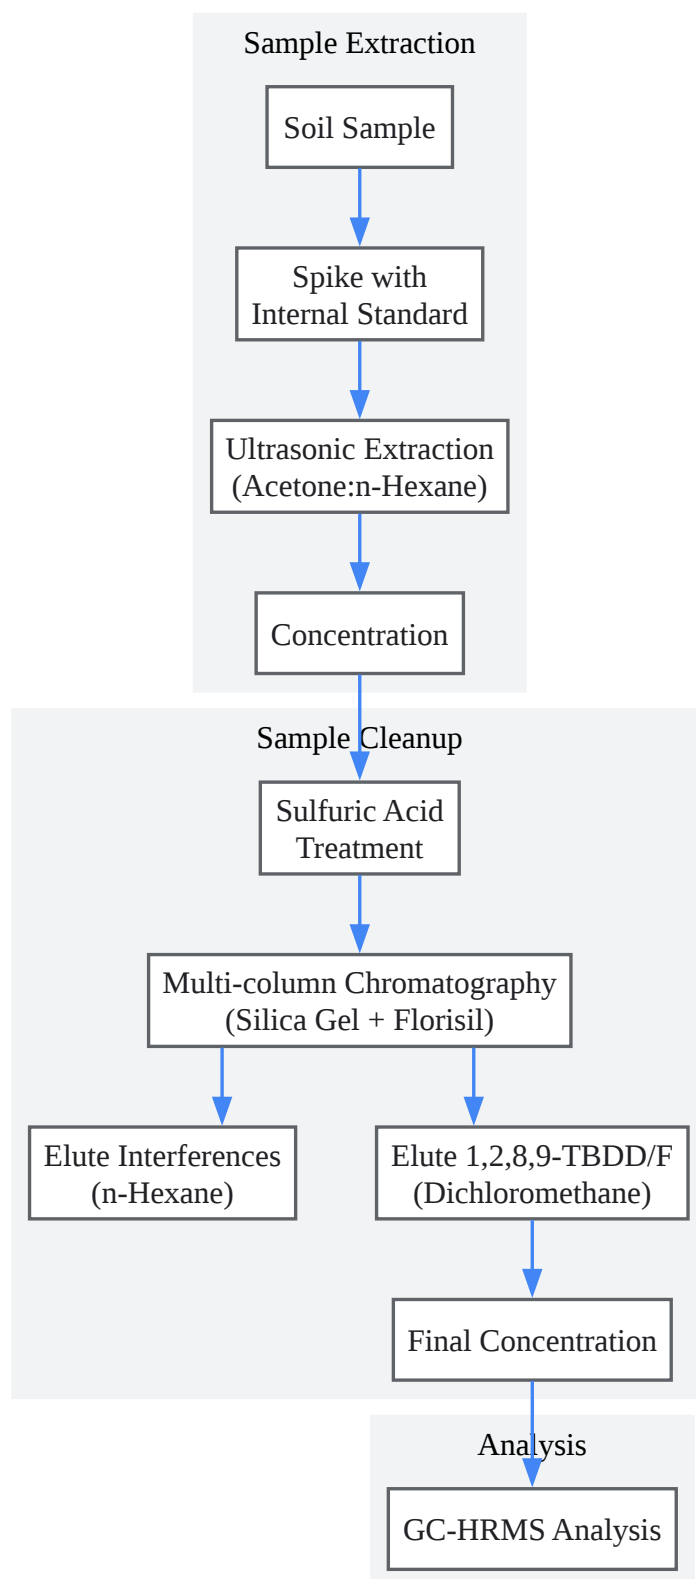 Sample Extraction
Soil Sample
Spike with
Internal Standard
Ultrasonic Extraction
(Acetone:n-Hexane)
Concentration
Sample Cleanup
Sulfuric Acid
Treatment
Multi-column Chromatography
(Silica Gel + Florisil)
Elute Interferences
(n-Hexane)
Elute 1,2,8,9-TBDD/F
(Dichloromethane)
Final Concentration
Analysis
GC-HRMS Analysis